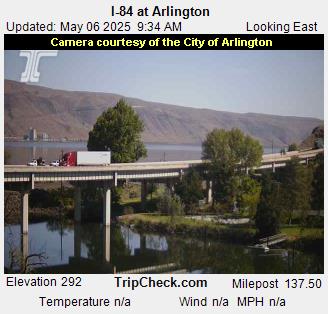 I-84 at Arlington
Updated: May 06 2025 9:34 AM Looking East
Camera courtesy of the City of Arlington
Elevation 292 TripCheck.com Milepost 137.50
Temperature n/a Wind n/a MPH n/a